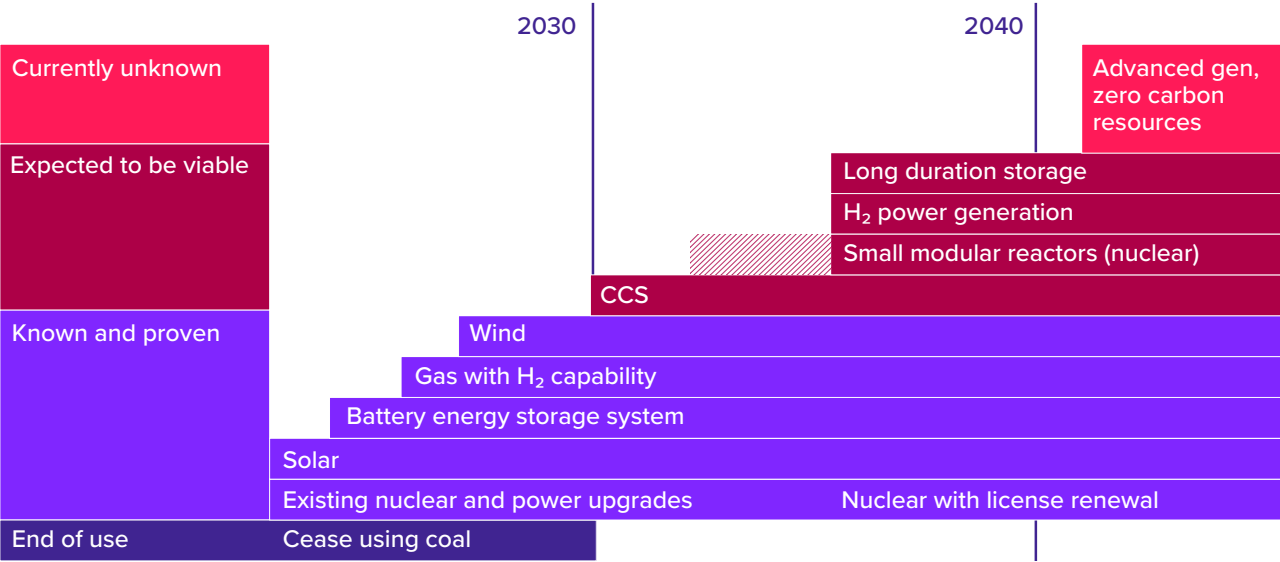 2030
2040
Currently unknown
Advanced gen,
zero carbon
resources
Expected to be viable
Long duration storage
H₂ power generation
Small modular reactors (nuclear)
CCS
Known and proven
Wind
Gas with H₂ capability
Battery energy storage system
Solar
Existing nuclear and power upgrades
Nuclear with license renewal
End of use
Cease using coal